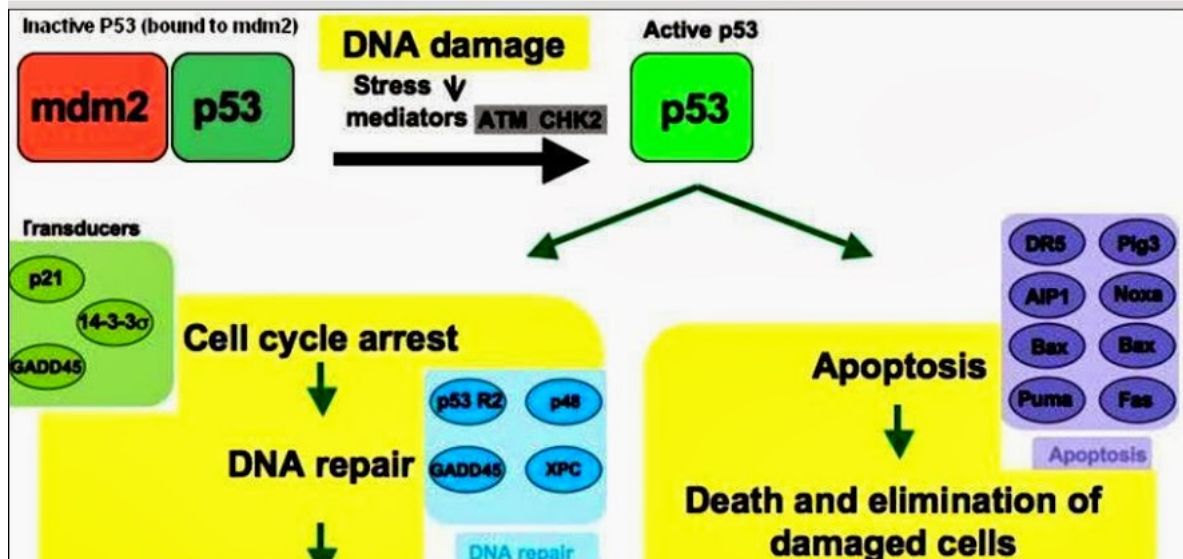 Inactive P53 (bound to mdm2)
mdm2
p53
DNA damage
Stress
mediators
ATM CHK2
Active p53
p53
Transducers
p21
14-3-3σ
GADD45
Cell cycle arrest
DNA repair
p53 R2
p48
GADD45
XPC
DNA repair
DR5
Pig3
AIP1
Noxa
Bax
Bax
Puma
Fas
Apoptosis
Apoptosis
Death and elimination of
damaged cells